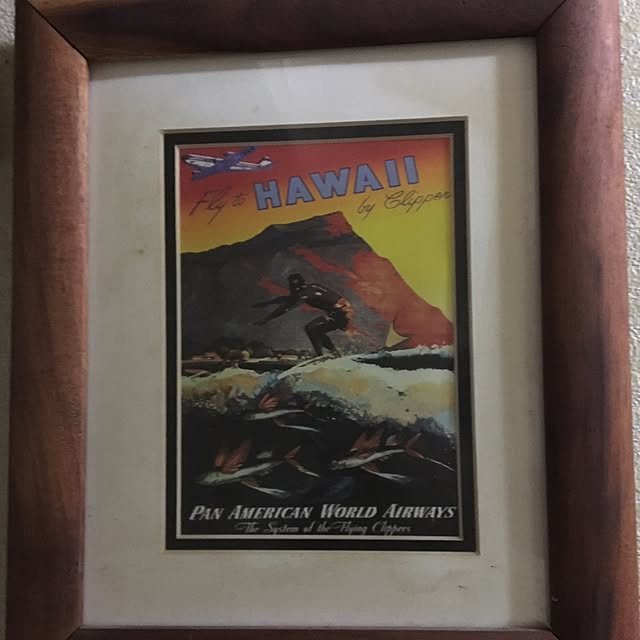 Fly to HAWAII by Clipper
PAN AMERICAN WORLD AIRWAYS
The System of the Flying Clippers